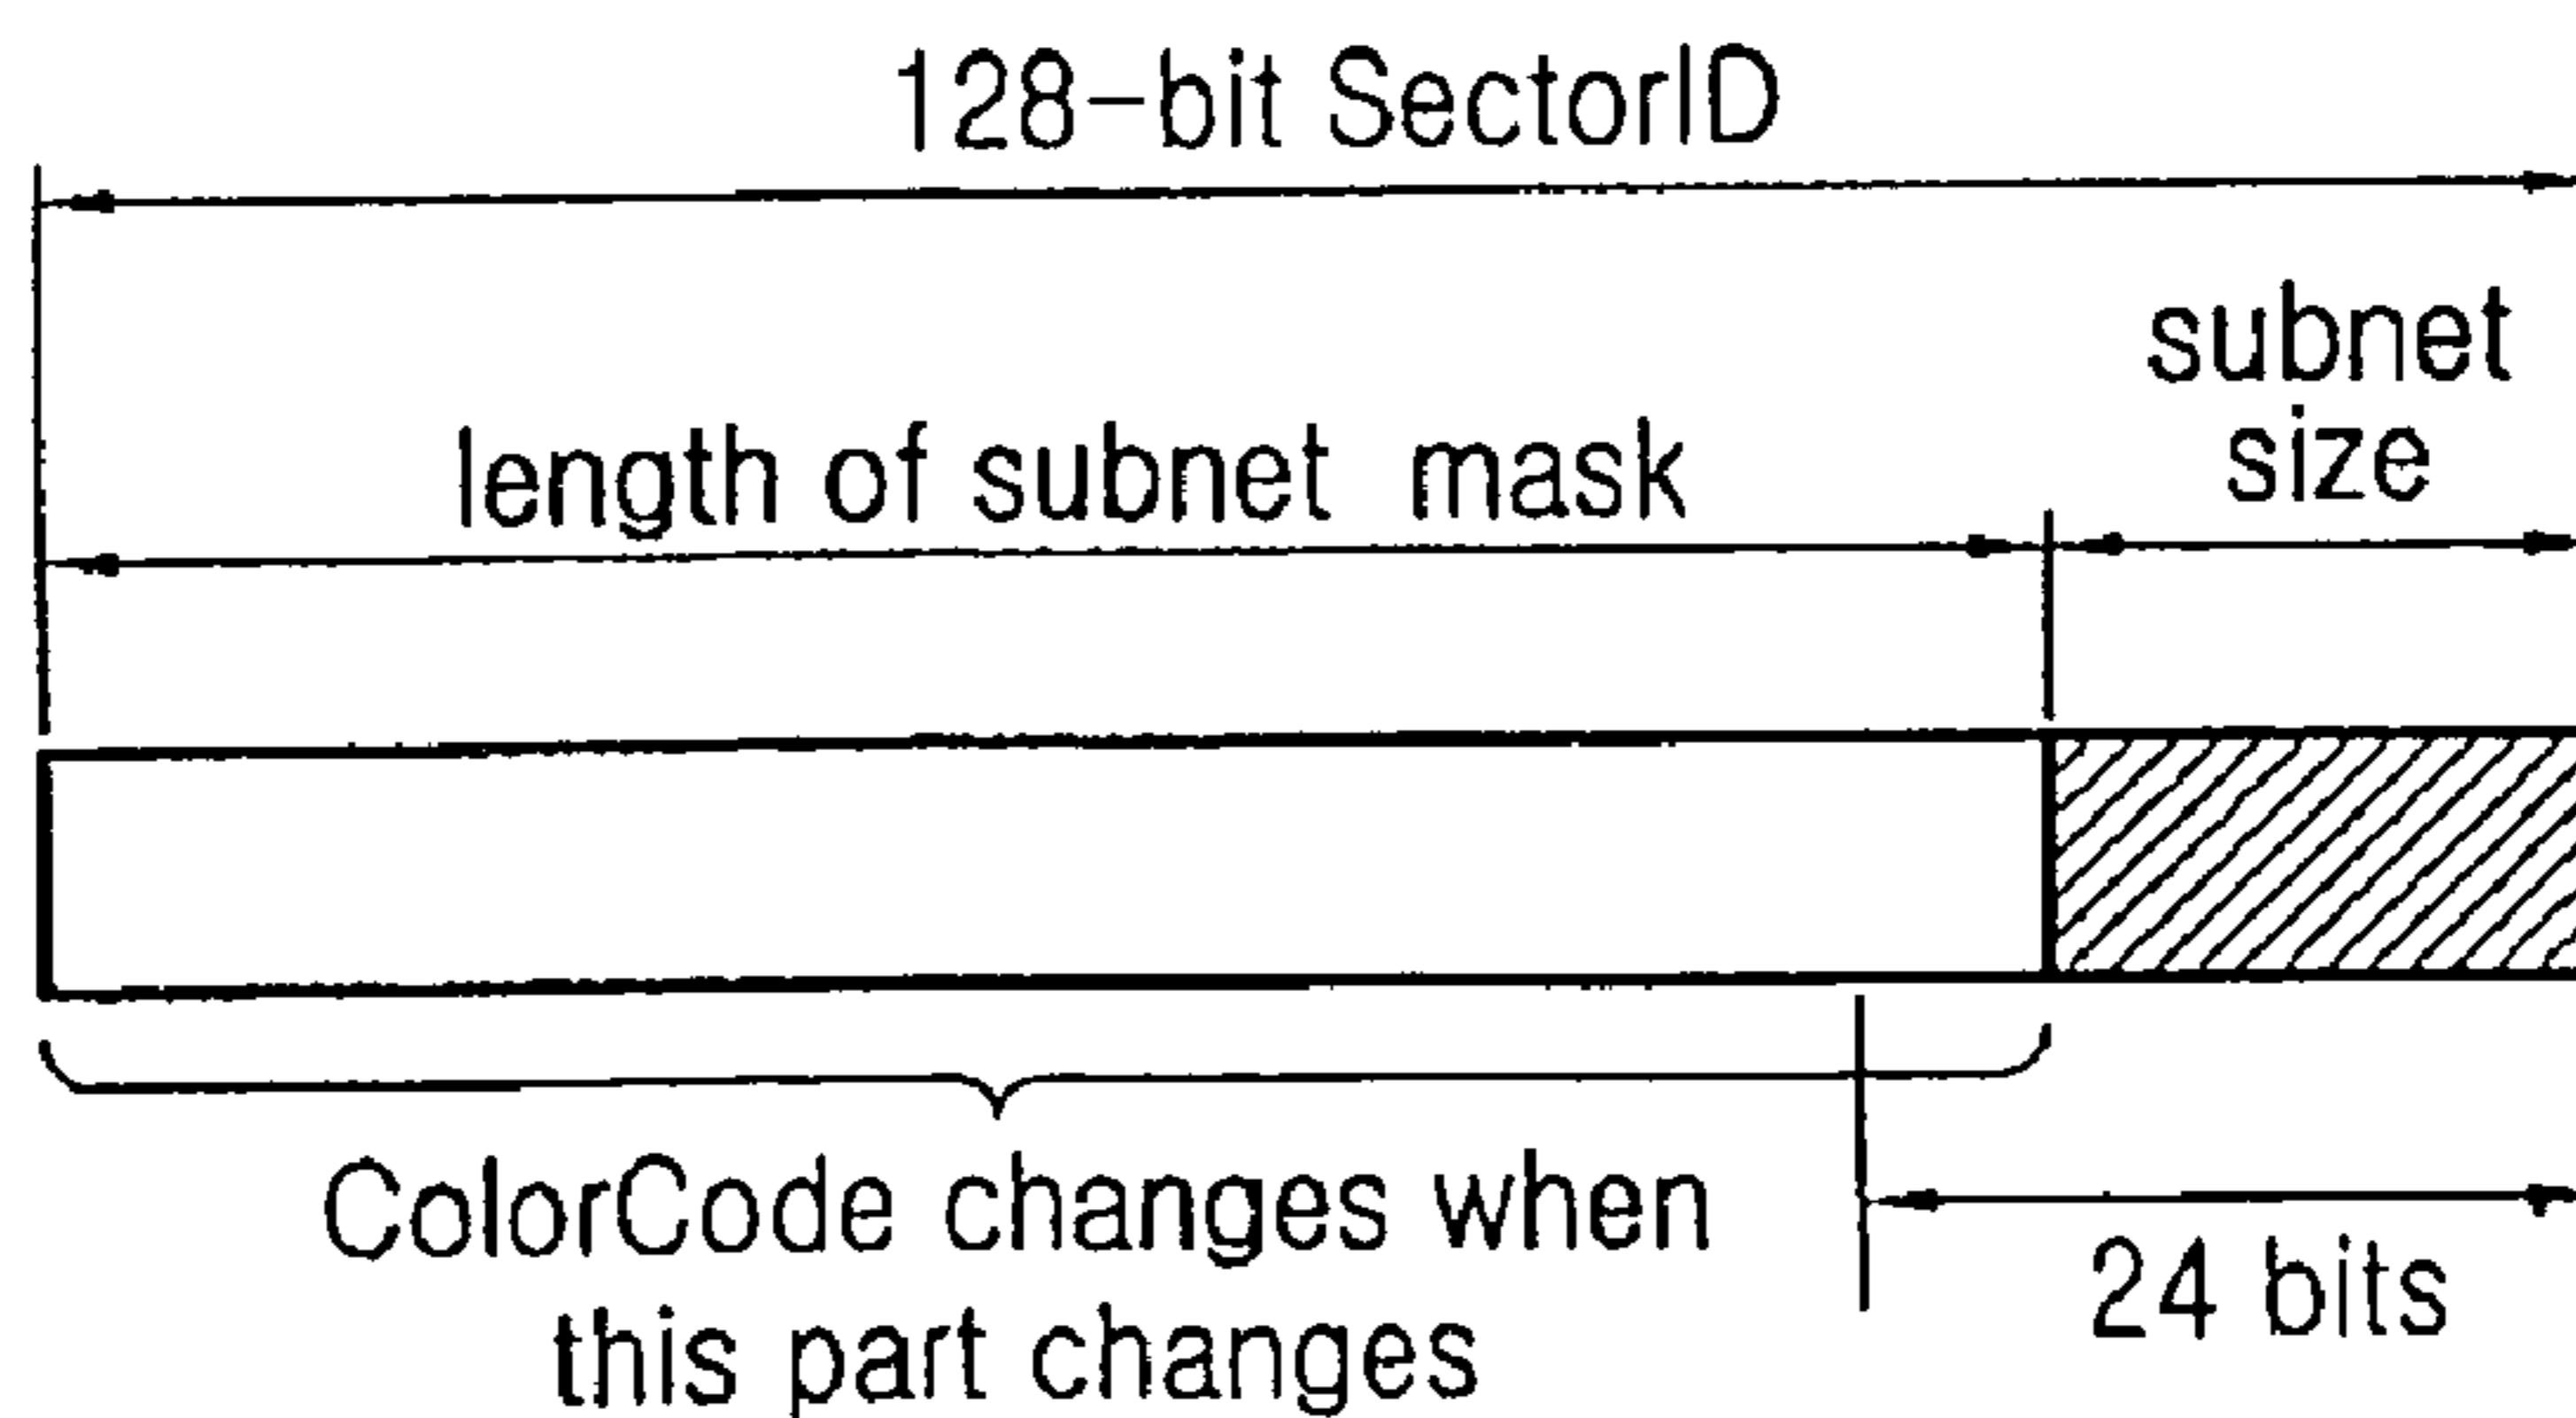 128-bit SectorID
subnet
size
length of subnet mask
ColorCode changes when
this part changes
24 bits